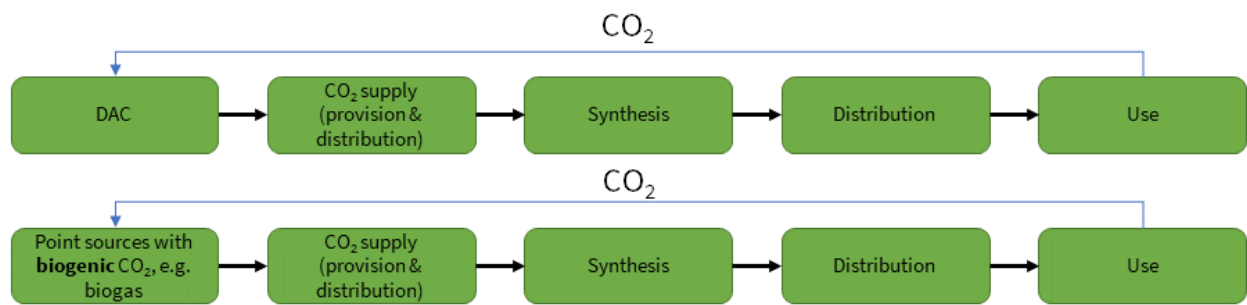 CO₂
DAC
CO₂ supply
(provision &
distribution)
Synthesis
Distribution
Use
CO₂
Point sources with
biogenic CO₂, e.g.
biogas
CO₂ supply
(provision &
distribution)
Synthesis
Distribution
Use